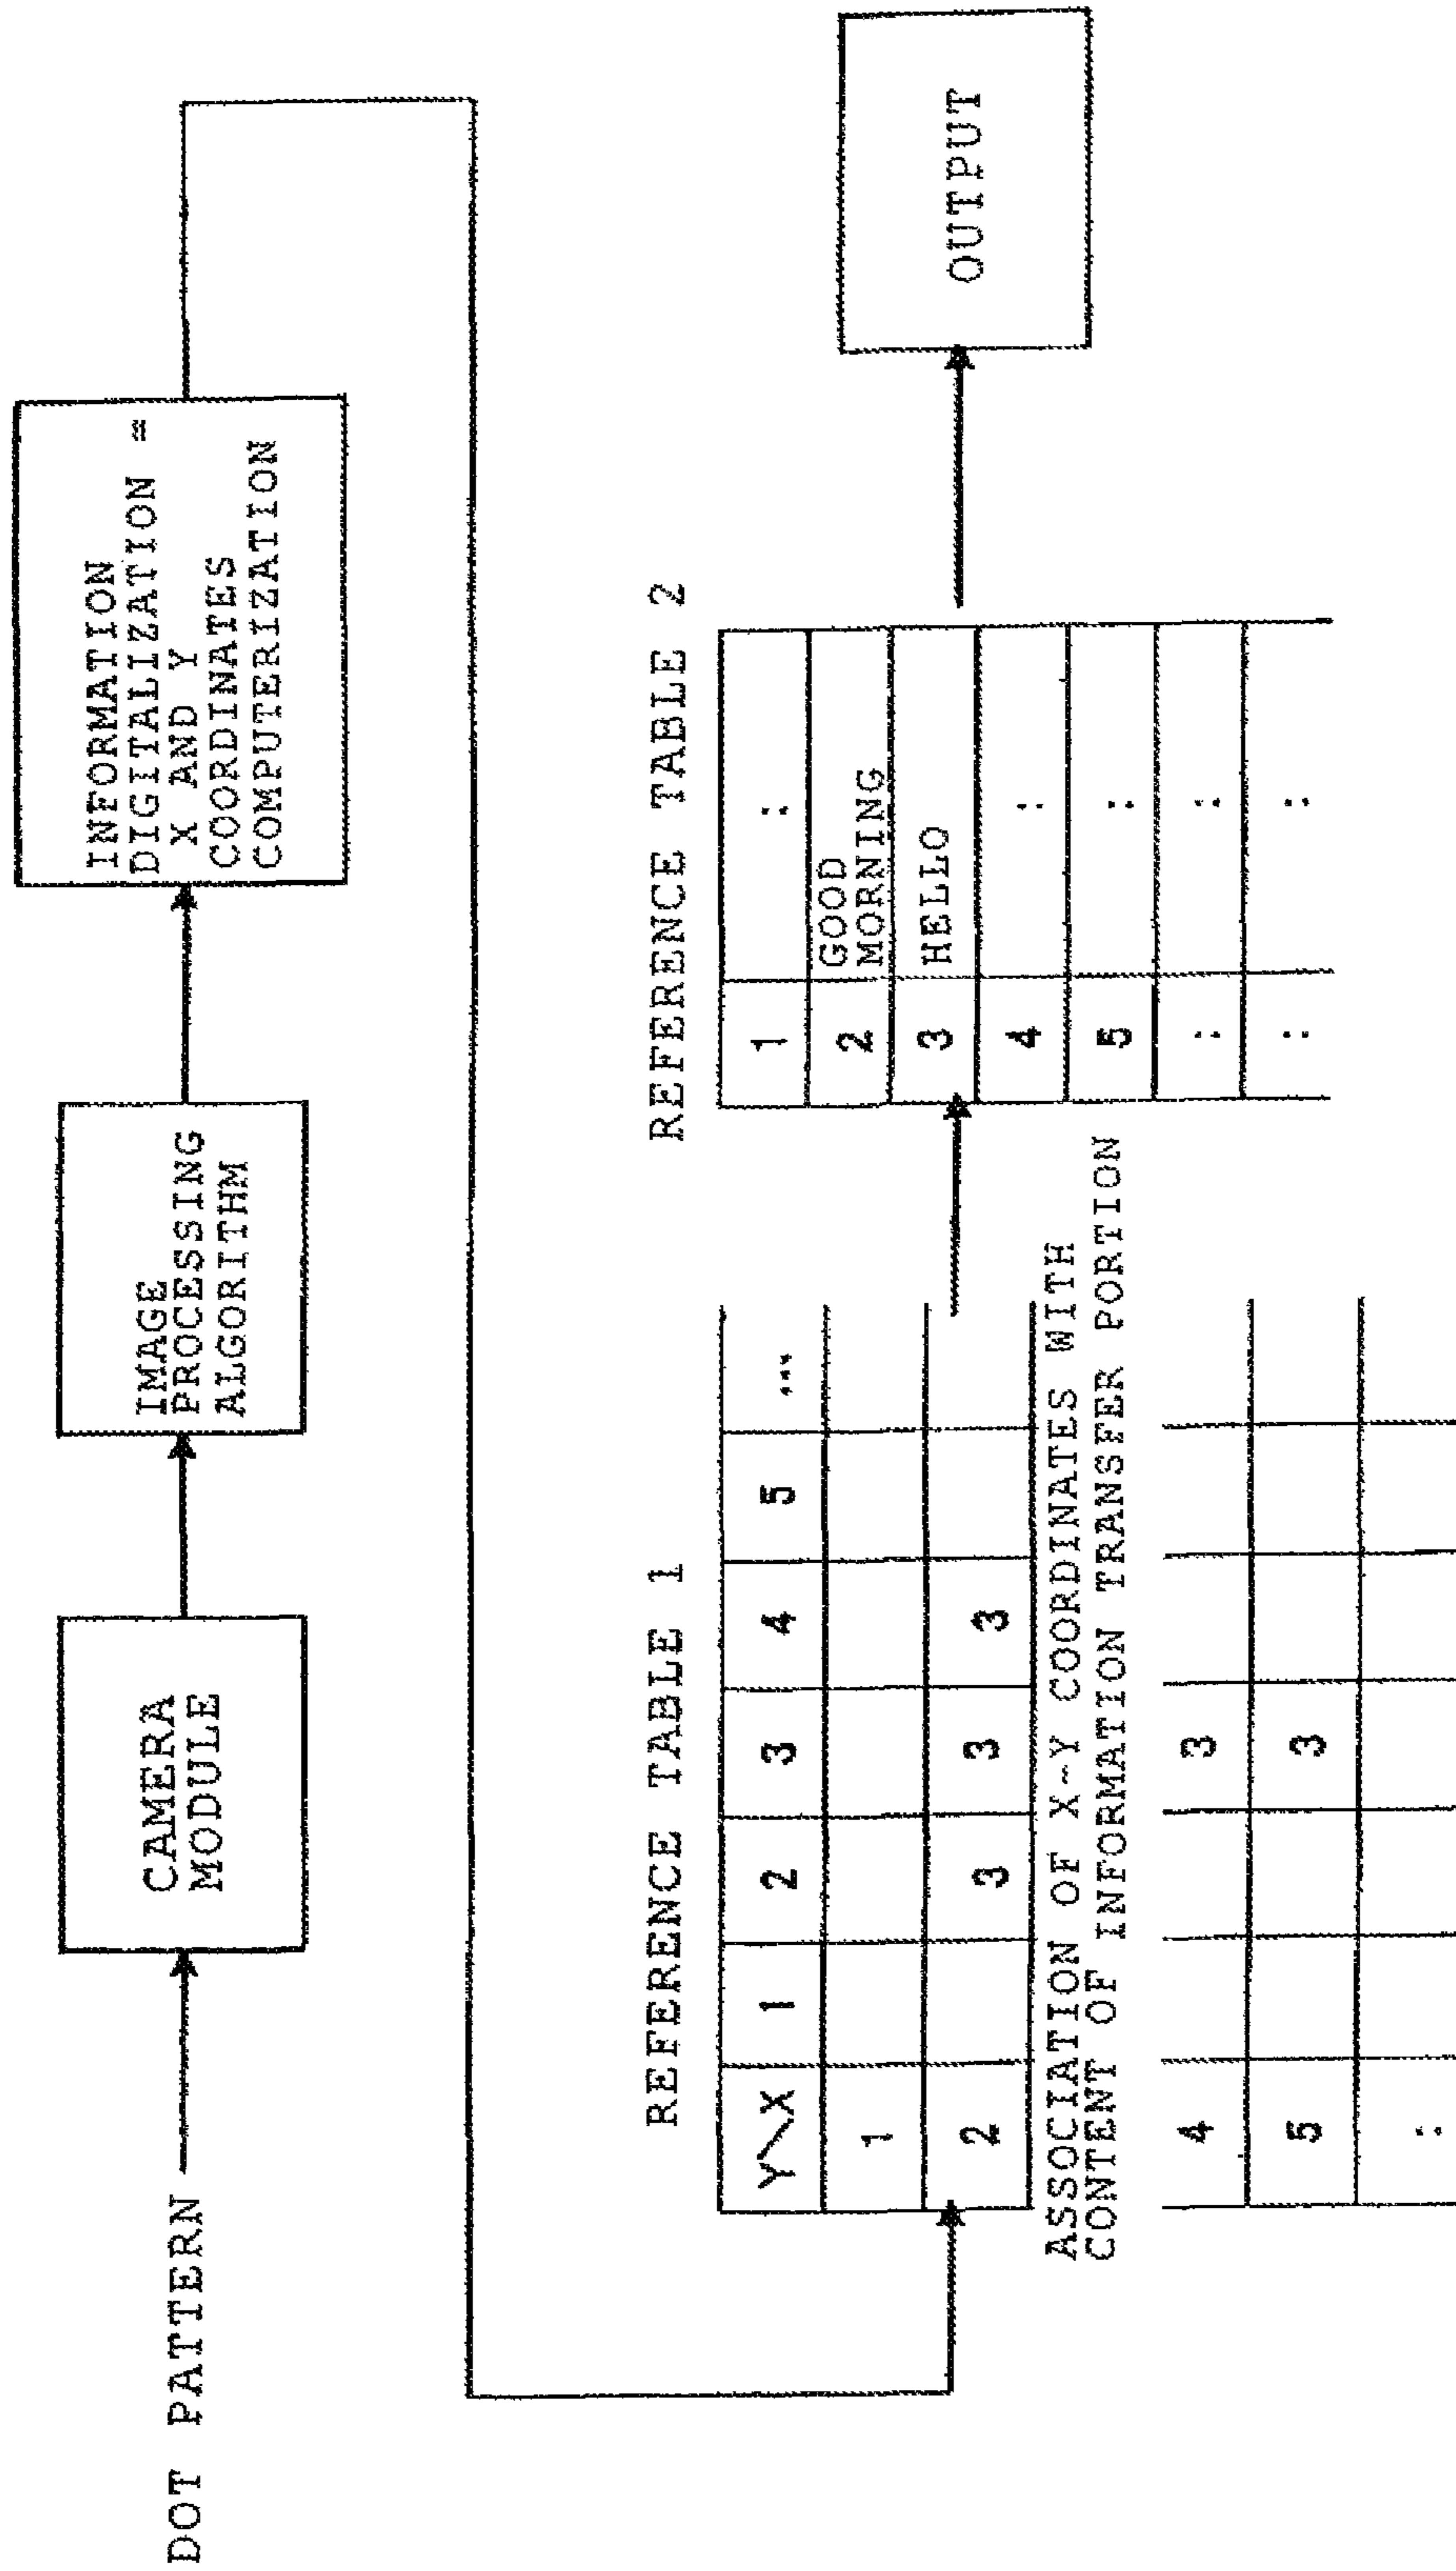 DOT PATTERN
CAMERA
MODULE
IMAGE
PROCESSING
ALGORITHM
INFORMATION
DIGITALIZATION =
X AND Y
COORDINATES
COMPUTERIZATION
REFERENCE TABLE 1
Y\X 1 2 3 4 5 ...
1
2 3 3 3
ASSOCIATION OF X-Y COORDINATES WITH
CONTENT OF INFORMATION TRANSFER PORTION
4 3
5 3
:
REFERENCE TABLE 2
1 :
2 GOOD
MORNING
3 HELLO
4 :
5 :
: :
: :
OUTPUT